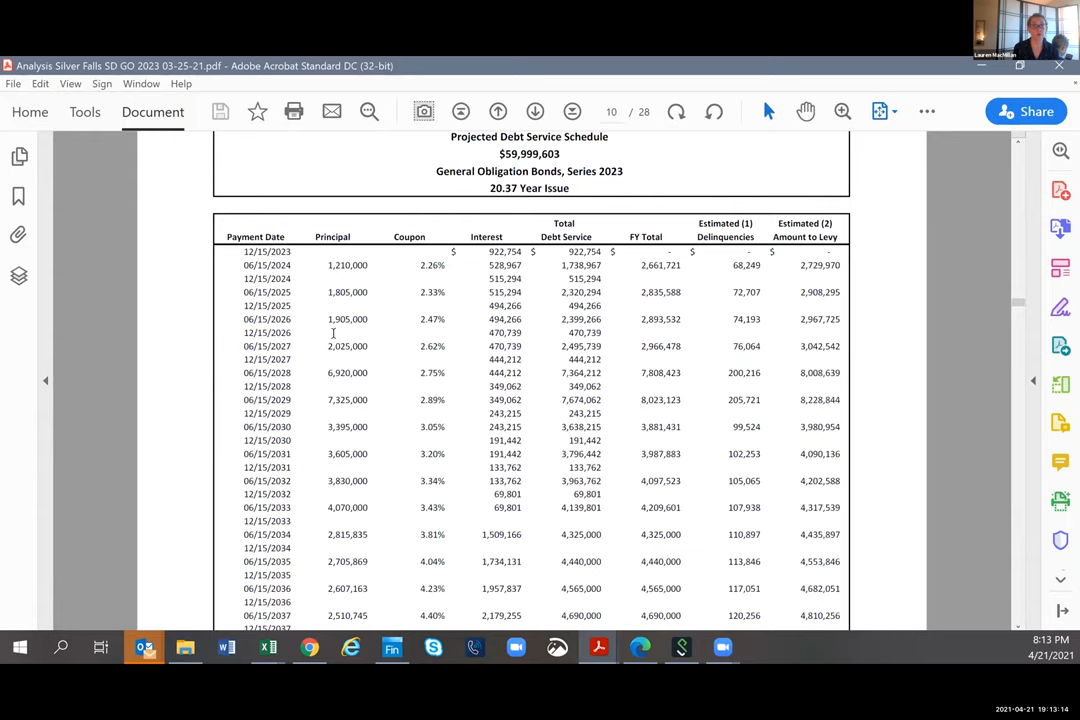 Lauren MacMillan
Analysis Silver Falls SD GO 2023 03-25-21.pdf - Adobe Acrobat Standard DC (32-bit)
File Edit View Sign Window Help
Home Tools Document 10 / 28 Share
Projected Debt Service Schedule
$59,999,603
General Obligation Bonds, Series 2023
20.37 Year Issue
Total Estimated (1) Estimated (2)
Payment Date Principal Coupon Interest Debt Service FY Total Delinquencies Amount to Levy
12/15/2023 $ 922,754 $ 922,754 $ - $ - $ -
06/15/2024 1,210,000 2.26% 528,967 1,738,967 2,661,721 68,249 2,729,970
12/15/2024 515,294 515,294
06/15/2025 1,805,000 2.33% 515,294 2,320,294 2,835,588 72,707 2,908,295
12/15/2025 494,266 494,266
06/15/2026 1,905,000 2.47% 494,266 2,399,266 2,893,532 74,193 2,967,725
12/15/2026 470,739 470,739
06/15/2027 2,025,000 2.62% 470,739 2,495,739 2,966,478 76,064 3,042,542
12/15/2027 444,212 444,212
06/15/2028 6,920,000 2.75% 444,212 7,364,212 7,808,423 200,216 8,008,639
12/15/2028 349,062 349,062
06/15/2029 7,325,000 2.89% 349,062 7,674,062 8,023,123 205,721 8,228,844
12/15/2029 243,215 243,215
06/15/2030 3,395,000 3.05% 243,215 3,638,215 3,881,431 99,524 3,980,954
12/15/2030 191,442 191,442
06/15/2031 3,605,000 3.20% 191,442 3,796,442 3,987,883 102,253 4,090,136
12/15/2031 133,762 133,762
06/15/2032 3,830,000 3.34% 133,762 3,963,762 4,097,523 105,065 4,202,588
12/15/2032 69,801 69,801
06/15/2033 4,070,000 3.43% 69,801 4,139,801 4,209,601 107,938 4,317,539
12/15/2033
06/15/2034 2,815,835 3.81% 1,509,166 4,325,000 4,325,000 110,897 4,435,897
12/15/2034
06/15/2035 2,705,869 4.04% 1,734,131 4,440,000 4,440,000 113,846 4,553,846
12/15/2035
06/15/2036 2,607,163 4.23% 1,957,837 4,565,000 4,565,000 117,051 4,682,051
12/15/2036
06/15/2037 2,510,745 4.40% 2,179,255 4,690,000 4,690,000 120,256 4,810,256
12/15/2037
Fin
8:13 PM
4/21/2021
2021-04-21 19:13:14